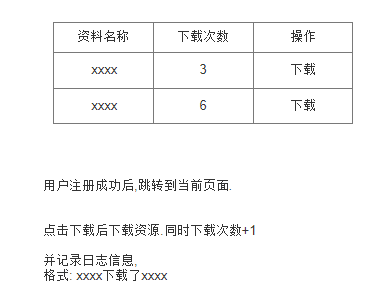 资料名称 下载次数 操作
xxxx 3 下载
xxxx 6 下载
用户注册成功后,跳转到当前页面.
点击下载后下载资源.同时下载次数+1
并记录日志信息,
格式: xxxx下载了xxxx